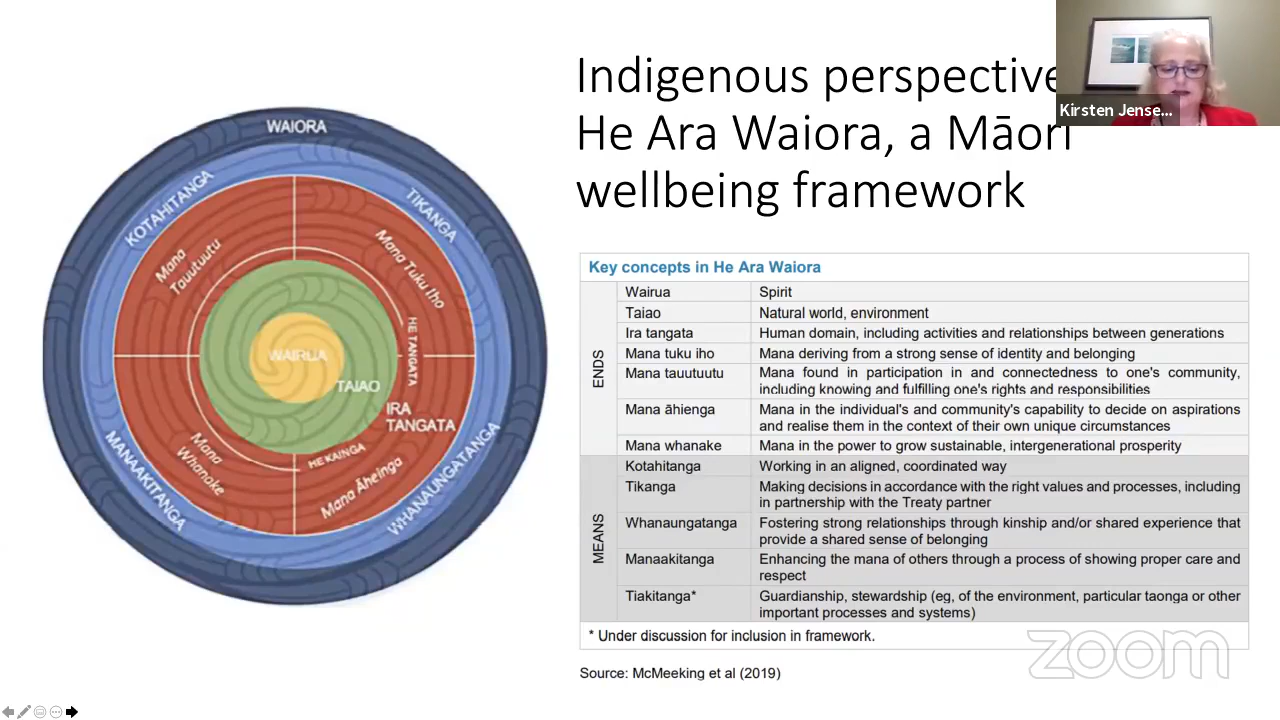 Indigenous perspective
He Ara Waiora, a Māori
wellbeing framework
Kirsten Jense...
WAIORA
KOTAHITANGA
TIKANGA
Mana
Tauutuutu
Mana Tuku Iho
HE TANGATA
WAIRUA
TAIAO
IRA
TANGATA
HE KAINGA
Mana
Whanake
Mana Āheinga
MANAAKITANGA
WHANAUNGATANGA
Key concepts in He Ara Waiora
ENDS
Wairua Spirit
Taiao Natural world, environment
Ira tangata Human domain, including activities and relationships between generations
Mana tuku iho Mana deriving from a strong sense of identity and belonging
Mana tauutuutu Mana found in participation in and connectedness to one's community,
including knowing and fulfilling one's rights and responsibilities
Mana āhienga Mana in the individual's and community's capability to decide on aspirations
and realise them in the context of their own unique circumstances
Mana whanake Mana in the power to grow sustainable, intergenerational prosperity
MEANS
Kotahitanga Working in an aligned, coordinated way
Tikanga Making decisions in accordance with the right values and processes, including
in partnership with the Treaty partner
Whanaungatanga Fostering strong relationships through kinship and/or shared experience that
provide a shared sense of belonging
Manaakitanga Enhancing the mana of others through a process of showing proper care and
respect
Tiakitanga* Guardianship, stewardship (eg, of the environment, particular taonga or other
important processes and systems)
* Under discussion for inclusion in framework.
Source: McMeeking et al (2019)
zoom